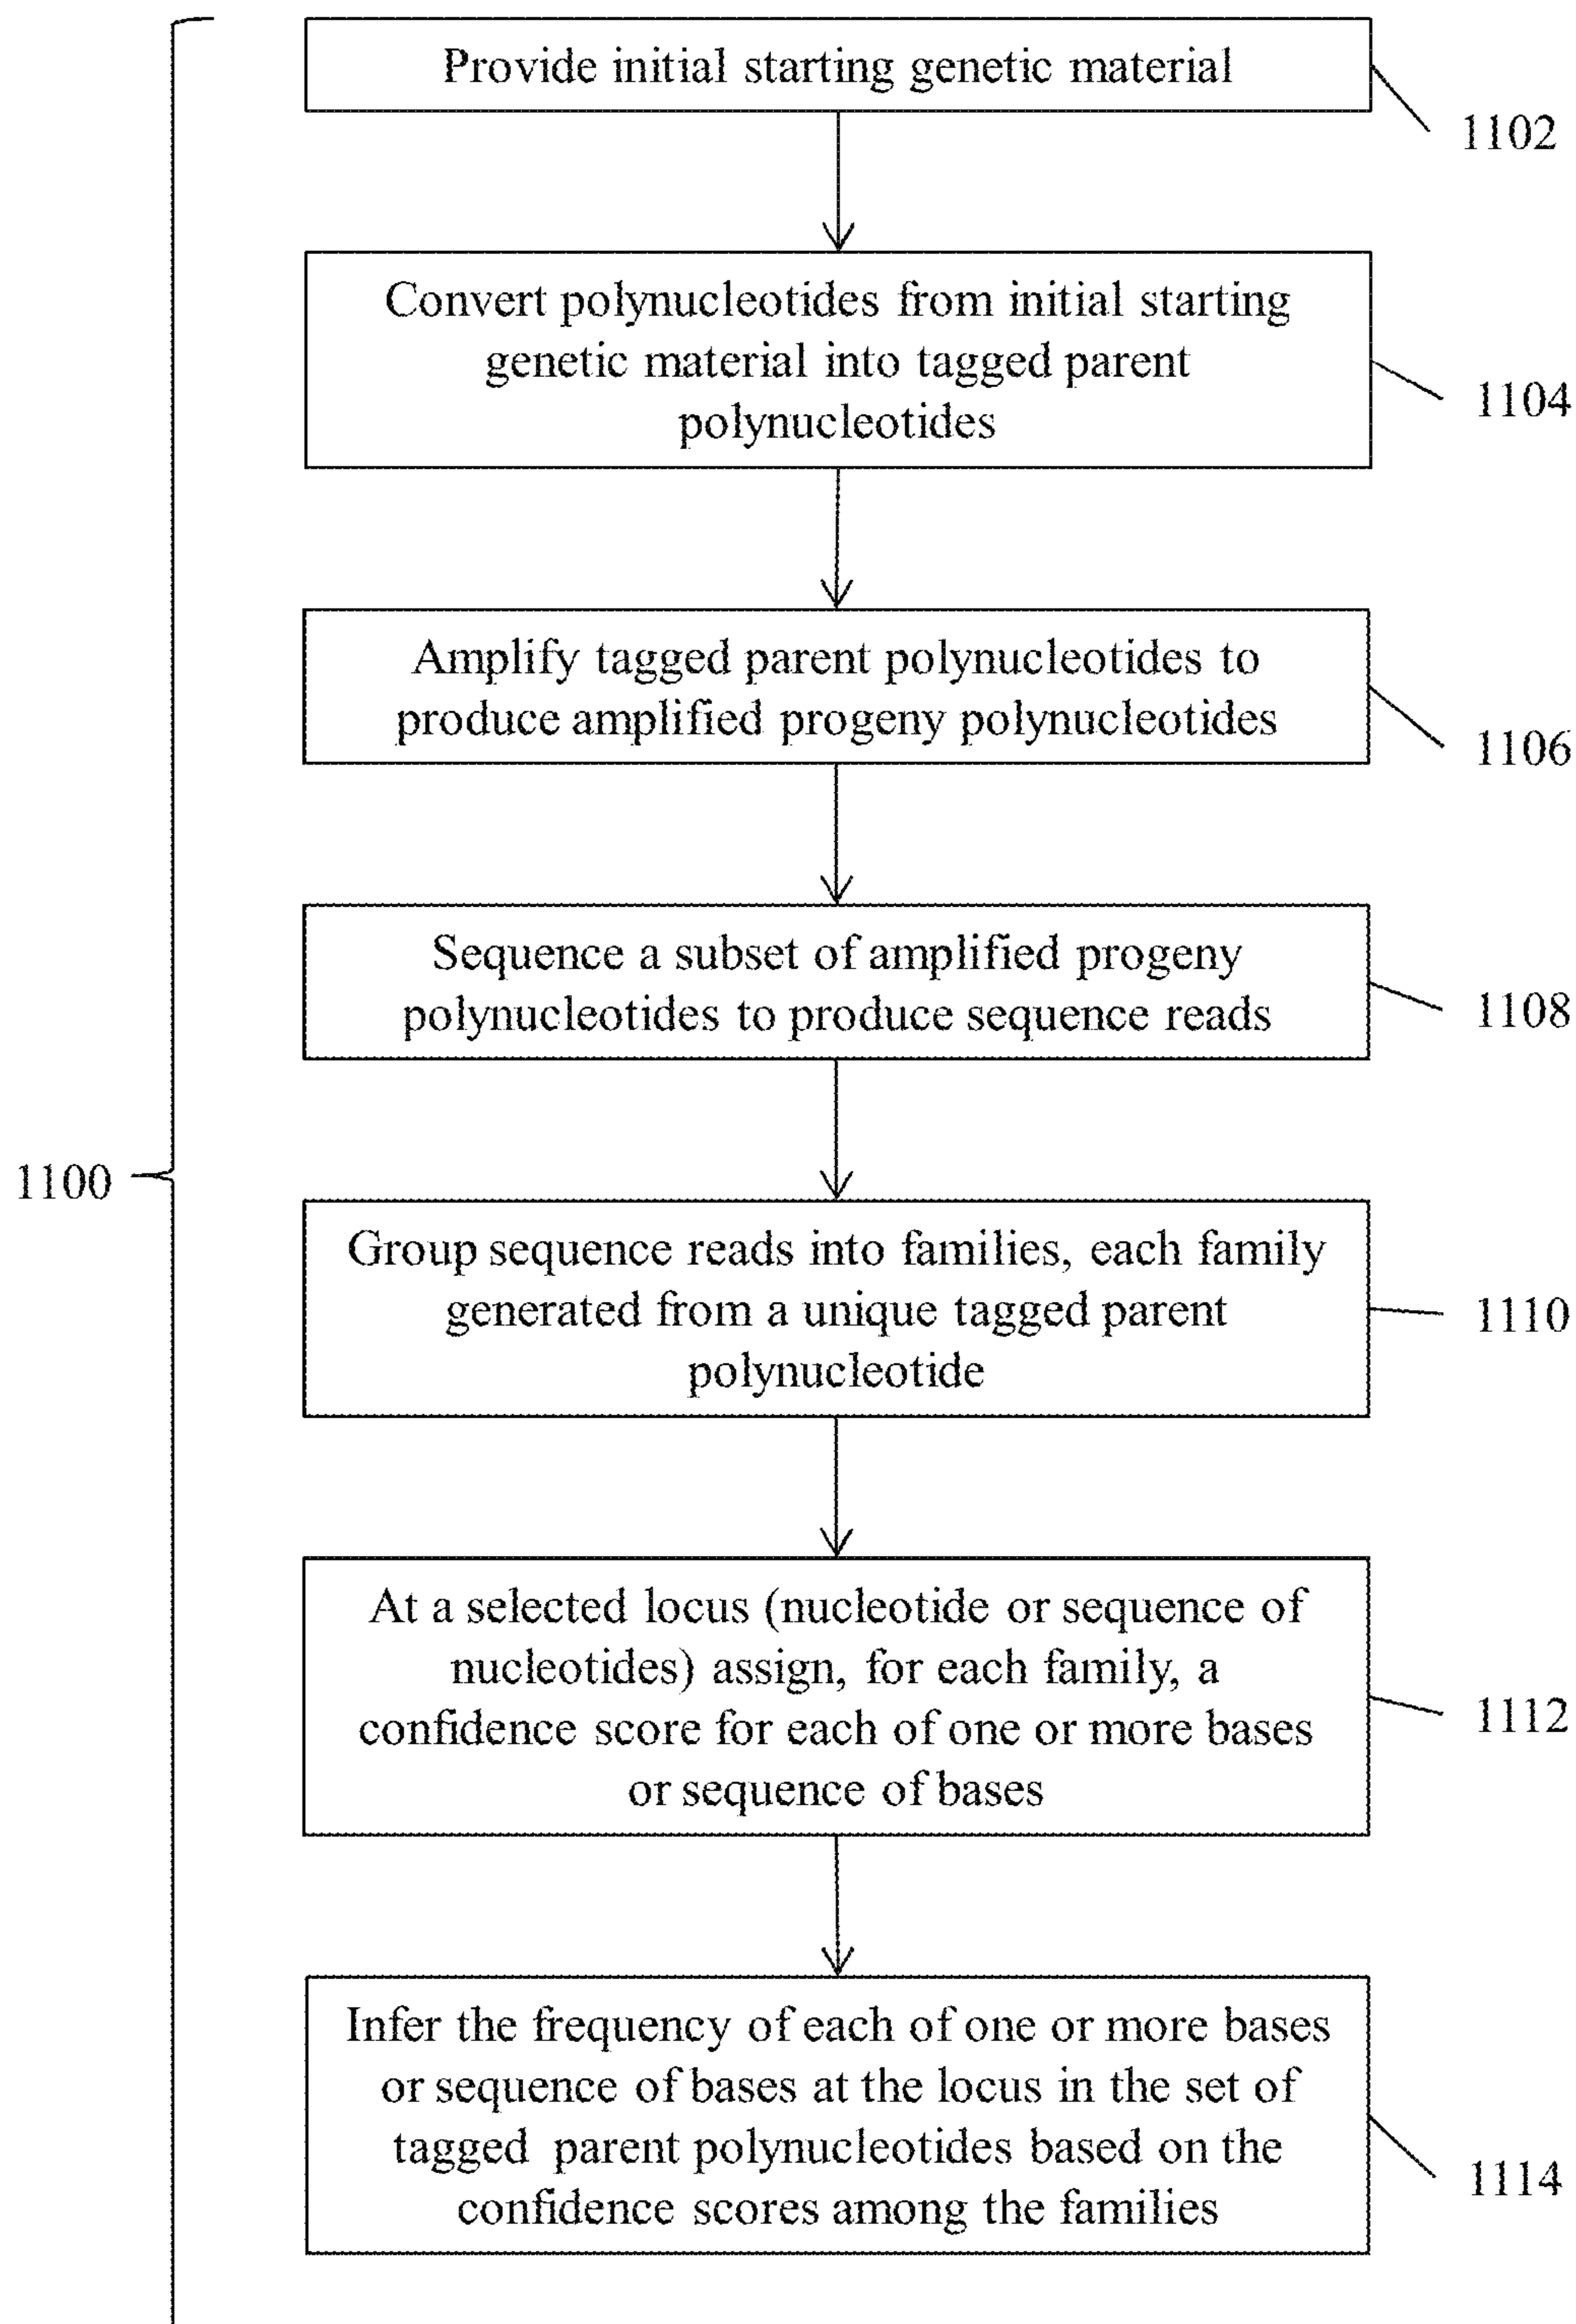 Provide initial starting genetic material
1102
Convert polynucleotides from initial starting
genetic material into tagged parent
polynucleotides
1104
Amplify tagged parent polynucleotides to
produce amplified progeny polynucleotides
1106
Sequence a subset of amplified progeny
polynucleotides to produce sequence reads
1108
1100
Group sequence reads into families, each family
generated from a unique tagged parent
polynucleotide
1110
At a selected locus (nucleotide or sequence of
nucleotides) assign, for each family, a
confidence score for each of one or more bases
or sequence of bases
1112
Infer the frequency of each of one or more bases
or sequence of bases at the locus in the set of
tagged parent polynucleotides based on the
confidence scores among the families
1114